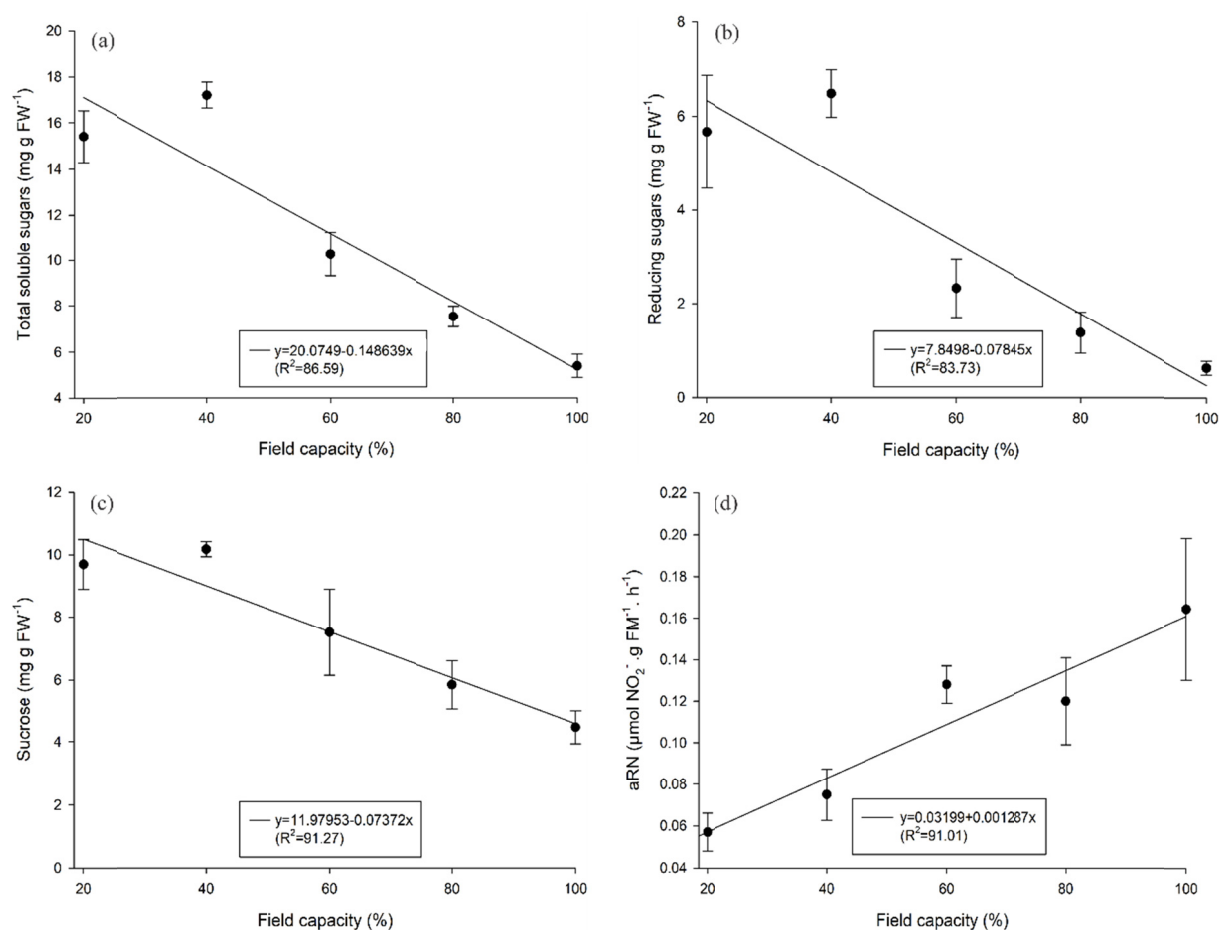 (a)
Total soluble sugars (mg g FW⁻¹)
20
18
16
14
12
10
8
6
4
y=20.0749-0.148639x
(R²=86.59)
20 40 60 80 100
Field capacity (%)
(b)
Reducing sugars (mg g FW⁻¹)
8
6
4
2
0
y=7.8498-0.07845x
(R²=83.73)
20 40 60 80 100
Field capacity (%)
(c)
Sucrose (mg g FW⁻¹)
12
10
8
6
4
2
0
y=11.97953-0.07372x
(R²=91.27)
20 40 60 80 100
Field capacity (%)
(d)
aRN (µmol NO₂⁻.g FM⁻¹. h⁻¹)
0.22
0.20
0.18
0.16
0.14
0.12
0.10
0.08
0.06
0.04
y=0.03199+0.001287x
(R²=91.01)
20 40 60 80 100
Field capacity (%)